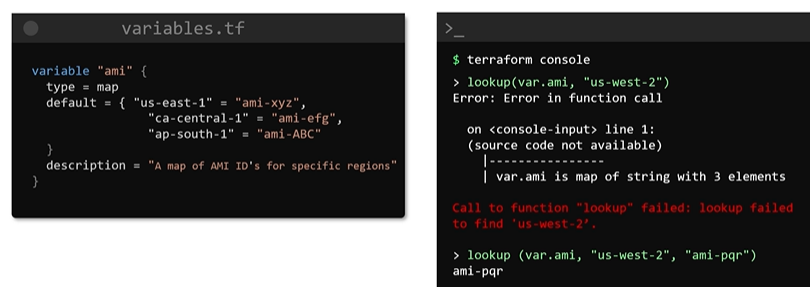 variables.tf
variable "ami" {
type = map
default = { "us-east-1" = "ami-xyz",
"ca-central-1" = "ami-efg",
"ap-south-1" = "ami-ABC"
}
description = "A map of AMI ID's for specific regions"
}
>_
$ terraform console
> lookup(var.ami, "us-west-2")
Error: Error in function call
on <console-input> line 1:
(source code not available)
|----------------
| var.ami is map of string with 3 elements
Call to function "lookup" failed: lookup failed
to find 'us-west-2’.
> lookup (var.ami, "us-west-2", "ami-pqr")
ami-pqr